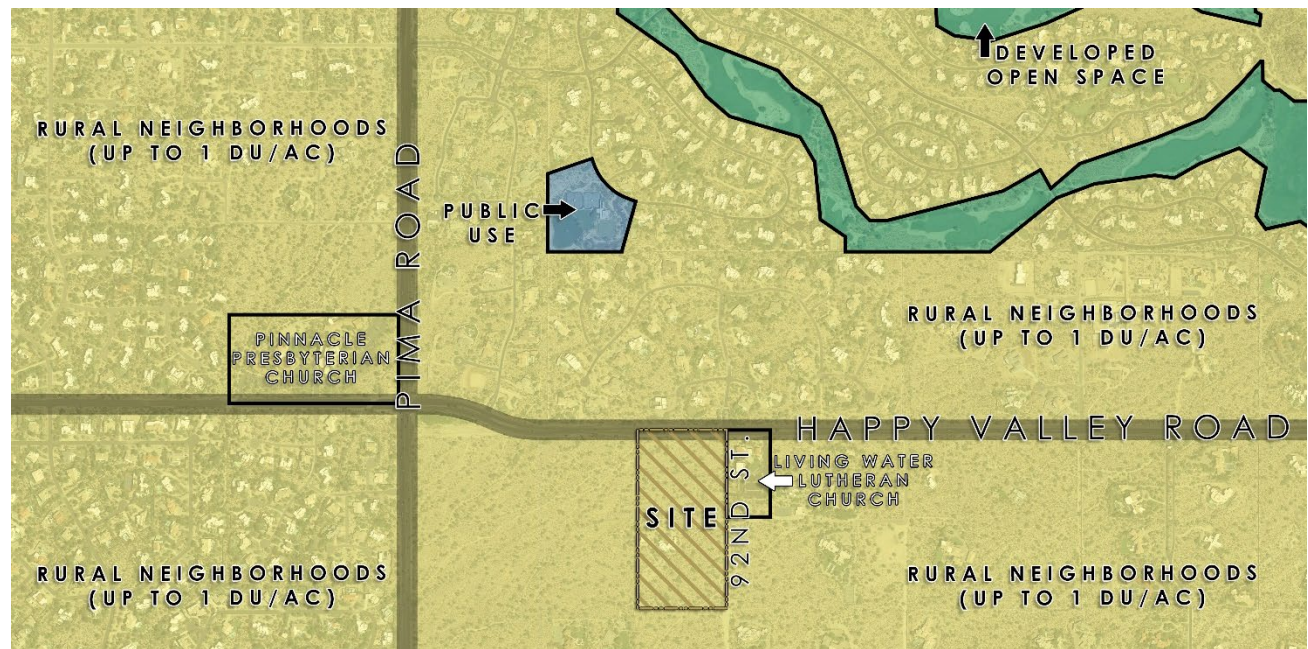 DEVELOPED
OPEN SPACE
RURAL NEIGHBORHOODS
(UP TO 1 DU/AC)
PIMA ROAD
PUBLIC
USE
RURAL NEIGHBORHOODS
(UP TO 1 DU/AC)
PINNACLE
PRESBYTERIAN
CHURCH
HAPPY VALLEY ROAD
92ND ST.
LIVING WATER
LUTHERAN
CHURCH
SITE
RURAL NEIGHBORHOODS
(UP TO 1 DU/AC)
RURAL NEIGHBORHOODS
(UP TO 1 DU/AC)